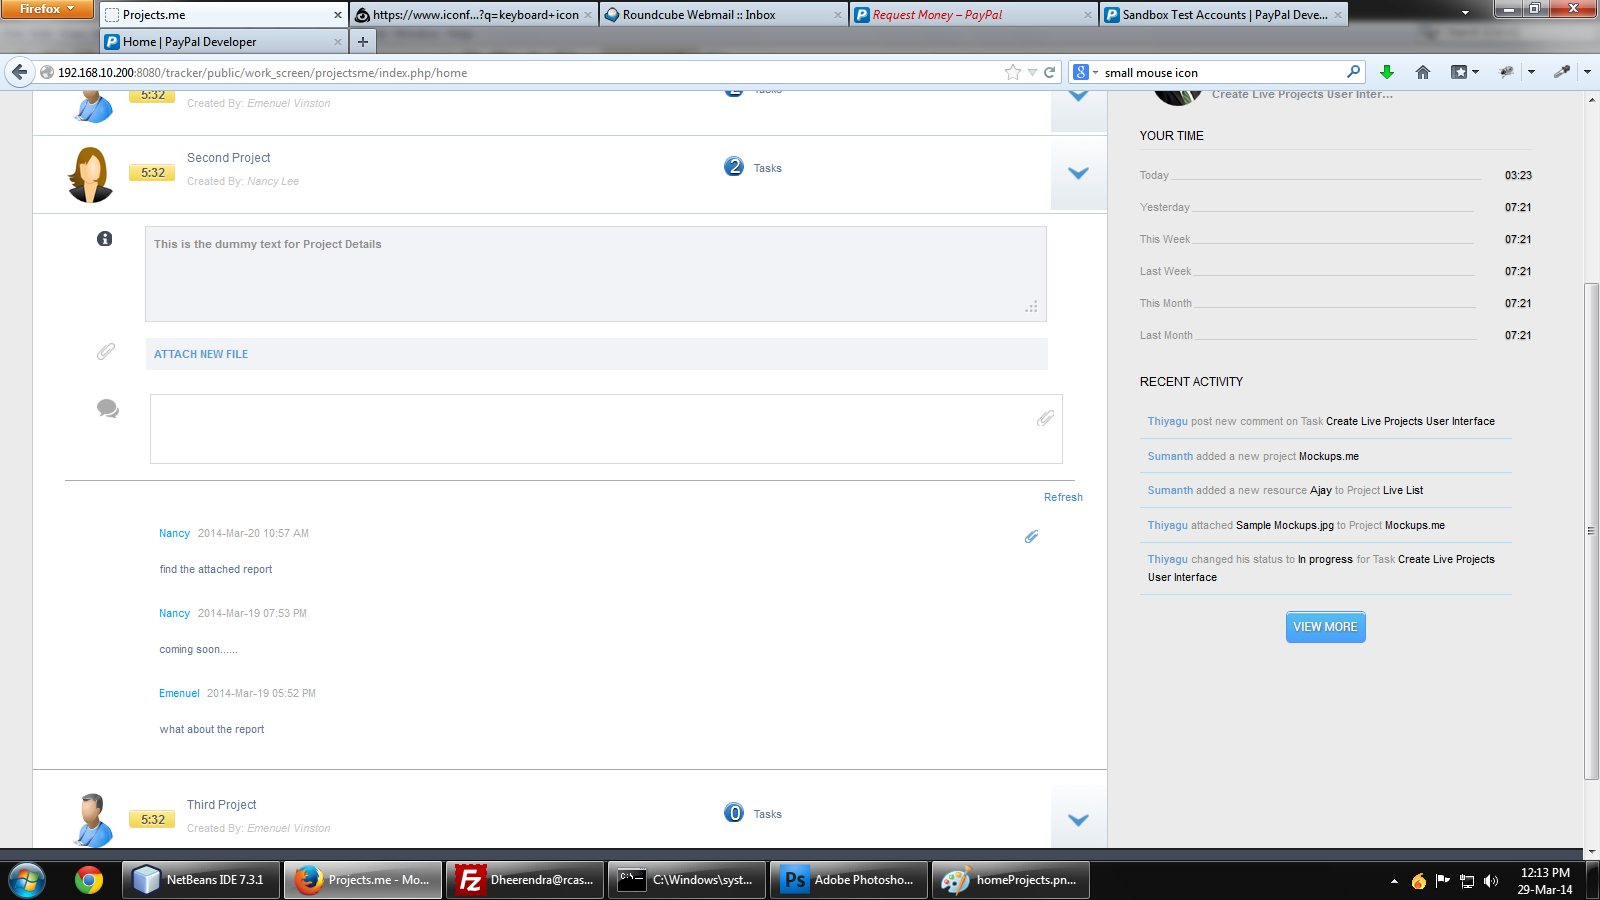 Firefox
Projects.me
https://www.iconf...?q=keyboard+icon
Roundcube Webmail :: Inbox
Request Money – PayPal
Sandbox Test Accounts | PayPal Deve...
Home | PayPal Developer
192.168.10.200:8080/tracker/public/work_screen/projectsme/index.php/home
small mouse icon
5:32
Created By: Emenuel Vinston
Tasks
Second Project
5:32
Created By: Nancy Lee
2 Tasks
This is the dummy text for Project Details
ATTACH NEW FILE
Refresh
Nancy 2014-Mar-20 10:57 AM
find the attached report
Nancy 2014-Mar-19 07:53 PM
coming soon......
Emenuel 2014-Mar-19 05:52 PM
what about the report
Third Project
5:32
Created By: Emenuel Vinston
0 Tasks
Create Live Projects User Inter...
YOUR TIME
Today 03:23
Yesterday 07:21
This Week 07:21
Last Week 07:21
This Month 07:21
Last Month 07:21
RECENT ACTIVITY
Thiyagu post new comment on Task Create Live Projects User Interface
Sumanth added a new project Mockups.me
Sumanth added a new resource Ajay to Project Live List
Thiyagu attached Sample Mockups.jpg to Project Mockups.me
Thiyagu changed his status to In progress for Task Create Live Projects
User Interface
VIEW MORE
NetBeans IDE 7.3.1
Projects.me - Mo...
Dheerendra@rcas...
C:\Windows\syst...
Adobe Photosho...
homeProjects.pn...
12:13 PM
29-Mar-14